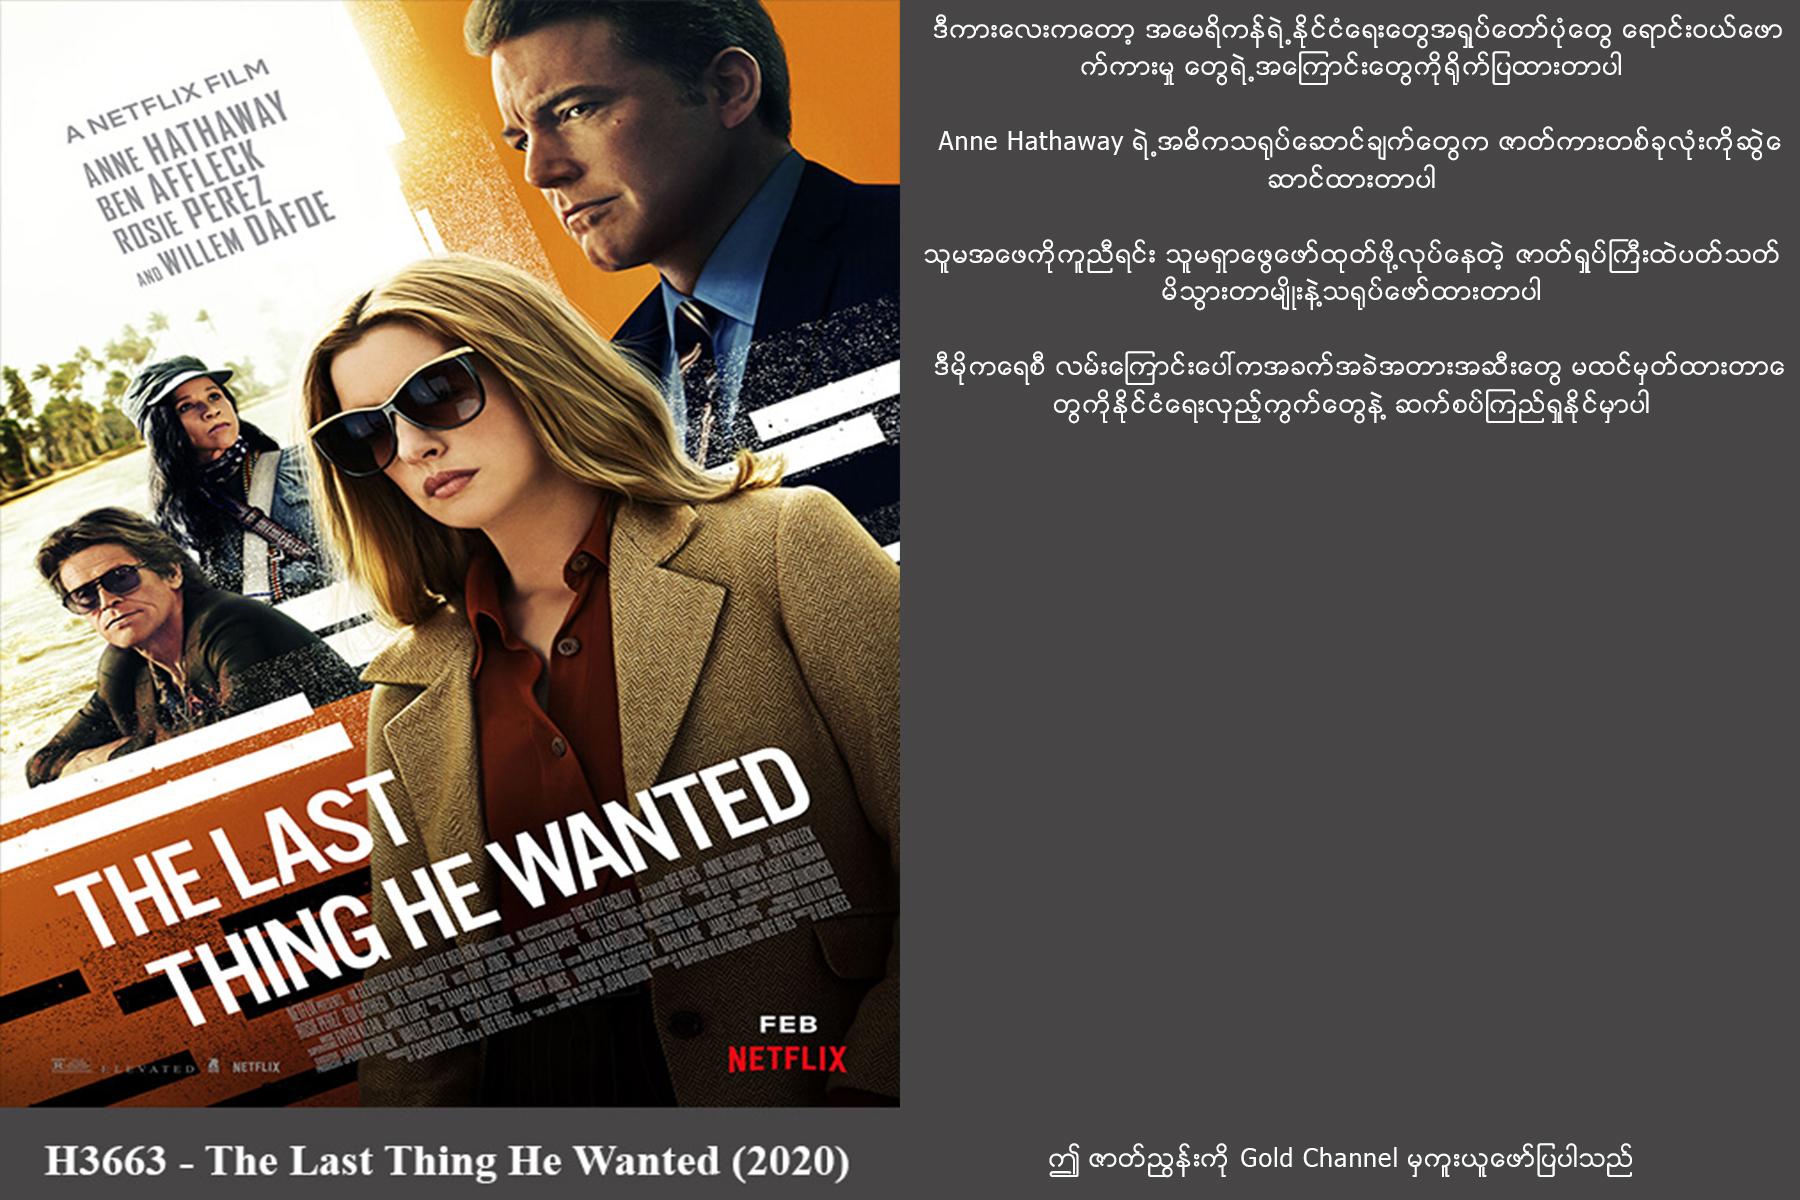 A NETFLIX FILM
ANNE HATHAWAY
BEN AFFLECK
ROSIE PEREZ
AND WILLEM DAFOE
THE LAST
THING HE WANTED
FEB
NETFLIX
R ELEVATED NETFLIX
H3663 - The Last Thing He Wanted (2020)
ဒီကားလေးကတော့ အမေရိကန်ရဲ့နိုင်ငံရေးတွေအရှုပ်တော်ပုံတွေ ရောင်းဝယ်ဖော
က်ကားမှု တွေရဲ့အကြောင်းတွေကိုရိုက်ပြထားတာပါ
Anne Hathaway ရဲ့အဓိကသရုပ်ဆောင်ချက်တွေက ဇာတ်ကားတစ်ခုလုံးကိုဆွဲေ
ဆာင်ထားတာပါ
သူမအဖေကိုကူညီရင်း သူမရှာဖွေဖော်ထုတ်ဖို့လုပ်နေတဲ့ ဇာတ်ရှုပ်ကြီးထဲပတ်သတ်
မိသွားတာမျိုးနဲ့သရုပ်ဖော်ထားတာပါ
ဒီမိုကရေစီ လမ်းကြောင်းပေါ်ကအခက်အခဲအတားအဆီးတွေ မထင်မှတ်ထားတာေ
တွကိုနိုင်ငံရေးလှည့်ကွက်တွေနဲ့ ဆက်စပ်ကြည်ရှုနိုင်မှာပါ
ဤ ဇာတ်ညွှန်းကို Gold Channel မှကူးယူဖော်ပြပါသည်